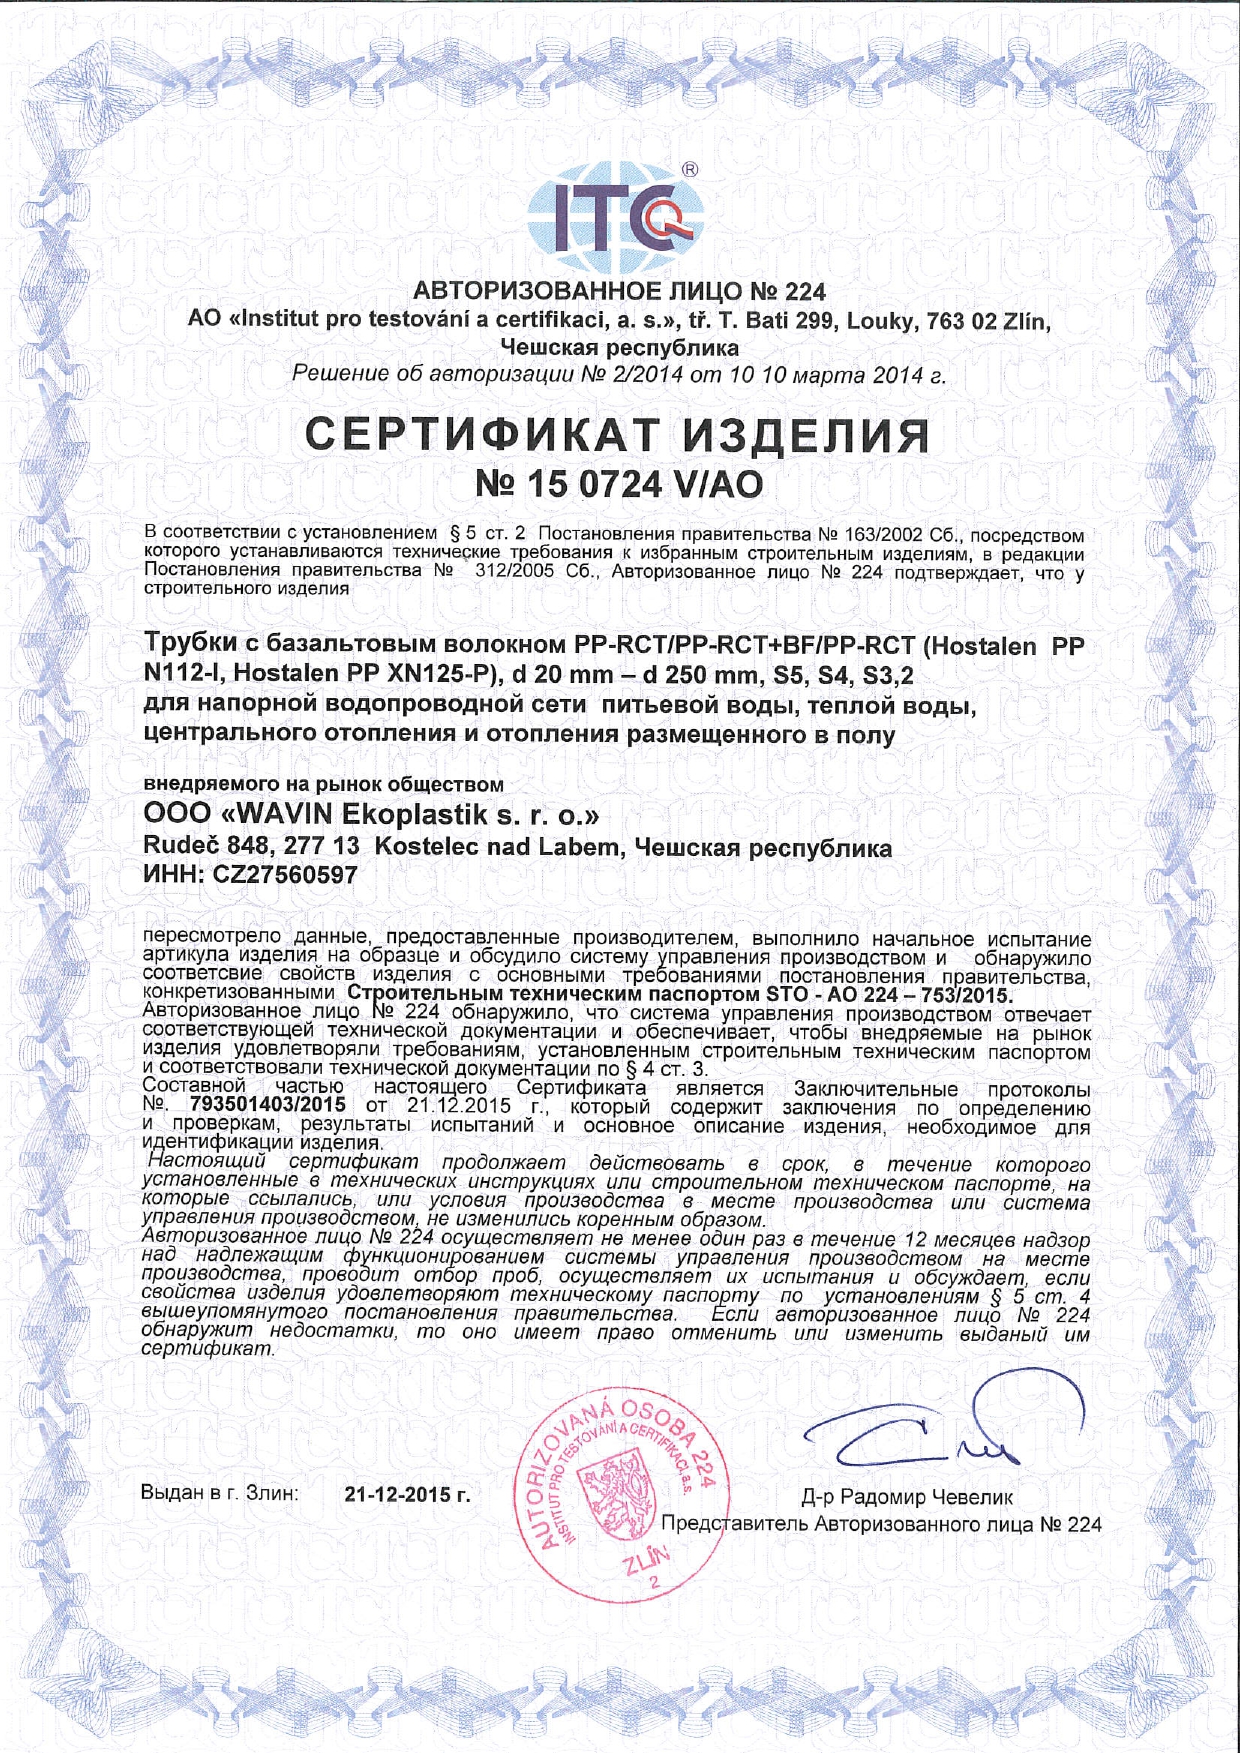 ITC ®
АВТОРИЗОВАННОЕ ЛИЦО № 224
АО «Institut pro testování a certifikaci, a. s.», tř. T. Bati 299, Louky, 763 02 Zlín,
Чешская республика
Решение об авторизации № 2/2014 от 10 10 марта 2014 г.
СЕРТИФИКАТ ИЗДЕЛИЯ
№ 15 0724 V/AO
В соответствии с установлением § 5 ст. 2 Постановления правительства № 163/2002 Сб., посредством
которого устанавливаются технические требования к избранным строительным изделиям, в редакции
Постановления правительства № 312/2005 Сб., Авторизованное лицо № 224 подтверждает, что у
строительного изделия
Трубки с базальтовым волокном PP-RCT/PP-RCT+BF/PP-RCT (Hostalen PP
N112-I, Hostalen PP XN125-P), d 20 mm – d 250 mm, S5, S4, S3,2
для напорной водопроводной сети питьевой воды, теплой воды,
центрального отопления и отопления размещенного в полу
внедряемого на рынок обществом
ООО «WAVIN Ekoplastik s. r. o.»
Rudeč 848, 277 13 Kostelec nad Labem, Чешская республика
ИНН: CZ27560597
пересмотрело данные, предоставленные производителем, выполнило начальное испытание
артикула изделия на образце и обсудило систему управления производством и обнаружило
соответсвие свойств изделия с основными требованиями постановления правительства,
конкретизованными Строительным техническим паспортом STO - AO 224 – 753/2015.
Авторизованное лицо № 224 обнаружило, что система управления производством отвечает
соответствующей технической документации и обеспечивает, чтобы внедряемые на рынок
изделия удовлетворяли требованиям, установленным строительным техническим паспортом
и соответствовали технической документации по § 4 ст. 3.
Составной частью настоящего Сертификата является Заключительные протоколы
№. 793501403/2015 от 21.12.2015 г., который содержит заключения по определению
и проверкам, результаты испытаний и основное описание издения, необходимое для
идентификации изделия.
Настоящий сертификат продолжает действовать в срок, в течение которого
установленные в технических инструкциях или строительном техническом паспорте, на
которые ссылались, или условия производства в месте производства или система
управления производством, не изменились коренным образом.
Авторизованное лицо № 224 осуществляет не менее один раз в течение 12 месяцев надзор
над надлежащим функционированием системы управления производством на месте
производства, проводит отбор проб, осуществляет их испытания и обсуждает, если
свойства изделия удовлетворяют техническому паспорту по установлениям § 5 ст. 4
вышеупомянутого постановления правительства. Если авторизованное лицо № 224
обнаружит недостатки, то оно имеет право отменить или изменить выданый им
сертификат.
AUTORIZOVANÁ OSOBA 224
INSTITUT PRO TESTOVÁNÍ A CERTIFIKACI, a.s.
ZLÍN
2
Выдан в г. Злин: 21-12-2015 г.
Д-р Радомир Чевелик
Представитель Авторизованного лица № 224